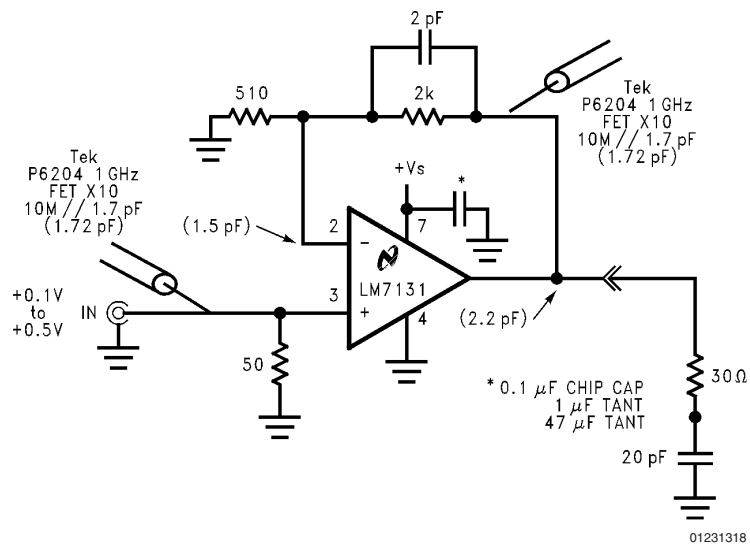 2 pF
510
2k
Tek
P6204 1 GHz
FET X10
10M // 1.7 pF
(1.72 pF)
+Vs
*
Tek
P6204 1 GHz
FET X10
10M // 1.7 pF
(1.72 pF)
(1.5 pF)
2
7
−
LM7131
+0.1V
to
+0.5V
IN
3
+
4
(2.2 pF)
50
30Ω
* 0.1 μF CHIP CAP
1 μF TANT
47 μF TANT
20 pF
01231318